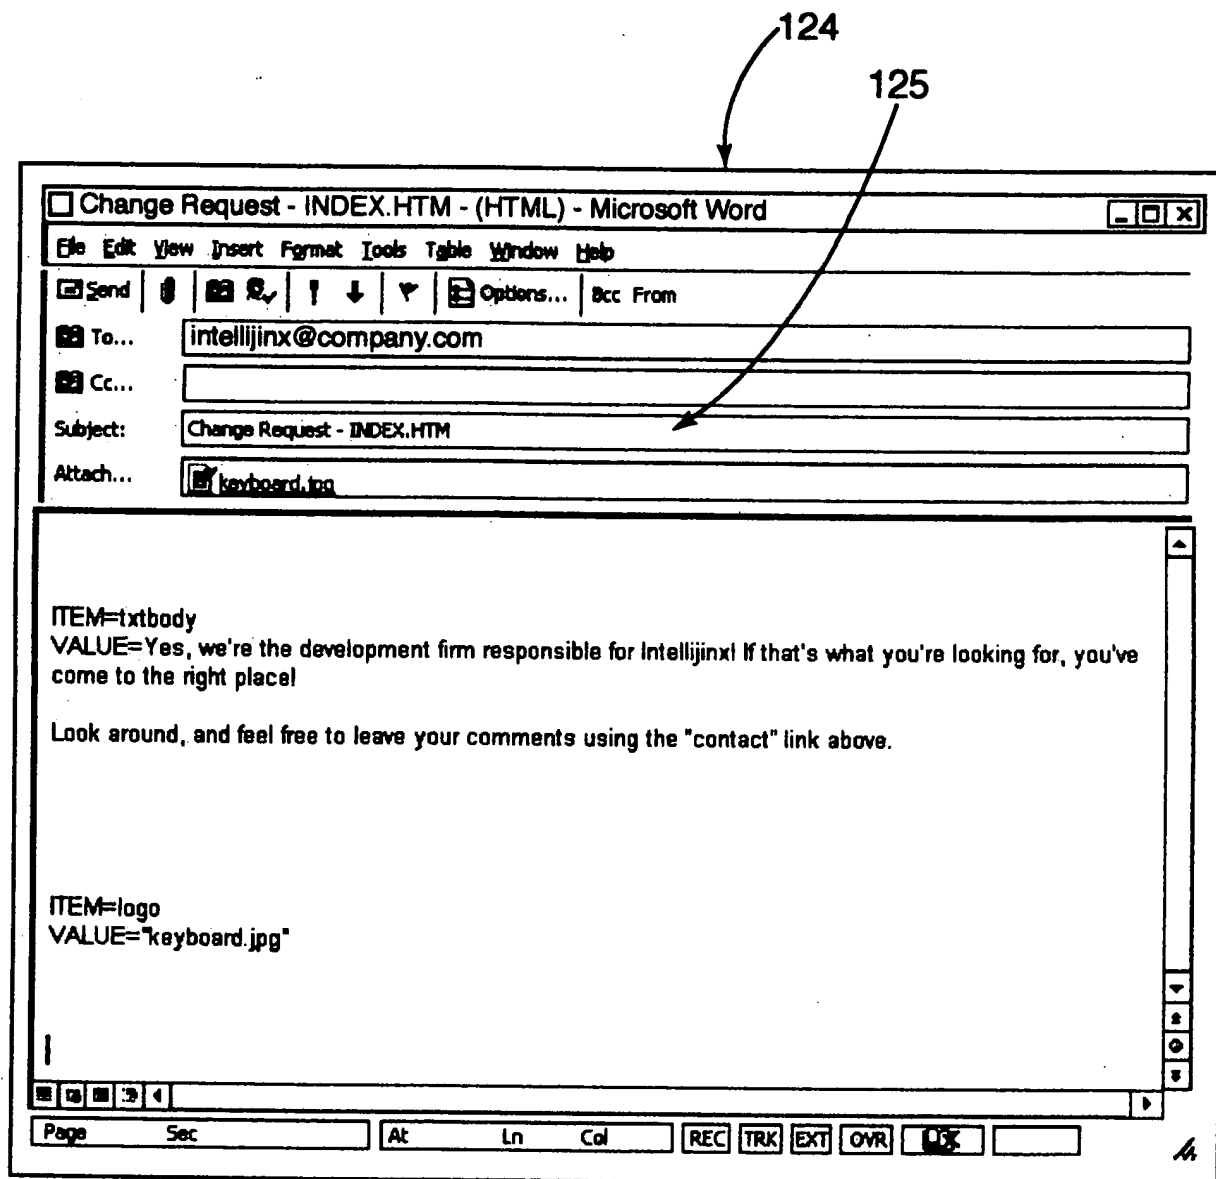 124
125
Change Request - INDEX.HTM - (HTML) - Microsoft Word
File Edit View Insert Format Tools Table Window Help
Send Options... Bcc From
To... intellijinx@company.com
Cc...
Subject: Change Request - INDEX.HTM
Attach... keyboard.jpg
ITEM=txtbody
VALUE=Yes, we're the development firm responsible for Intellijinx! If that's what you're looking for, you've
come to the right place!
Look around, and feel free to leave your comments using the "contact" link above.
ITEM=logo
VALUE="keyboard.jpg"
Page Sec At Ln Col REC TRK EXT OVR